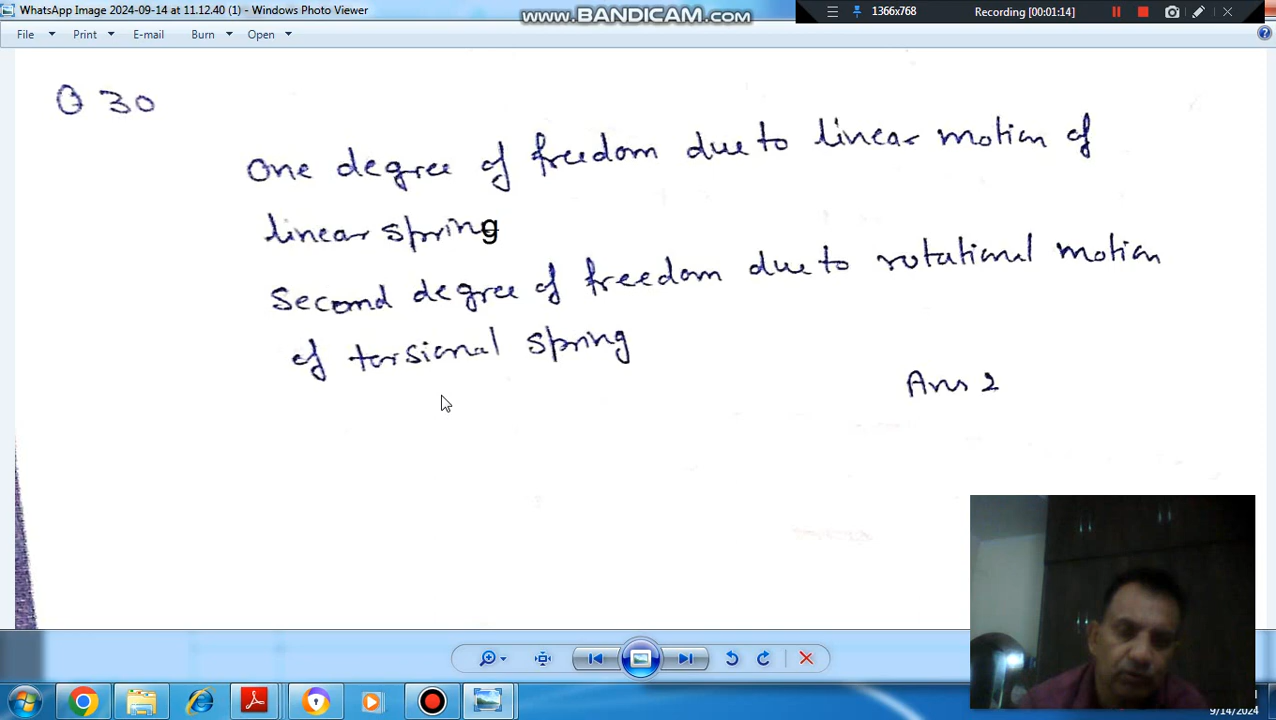 WhatsApp Image 2024-09-14 at 11.12.40 (1) - Windows Photo Viewer
www.BANDICAM.com
1366x768
Recording [00:01:14]
File Print E-mail Burn Open
Q 30
One degree of freedom due to linear motion of
linear spring
Second degree of freedom due to rotational motion
of torsional spring
Ans 2
9/14/2024